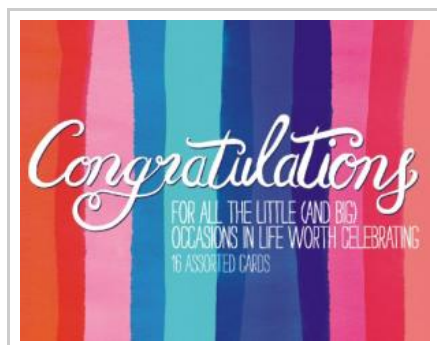 Congratulations
FOR ALL THE LITTLE (AND BIG)
OCCASIONS IN LIFE WORTH CELEBRATING
16 ASSORTED CARDS